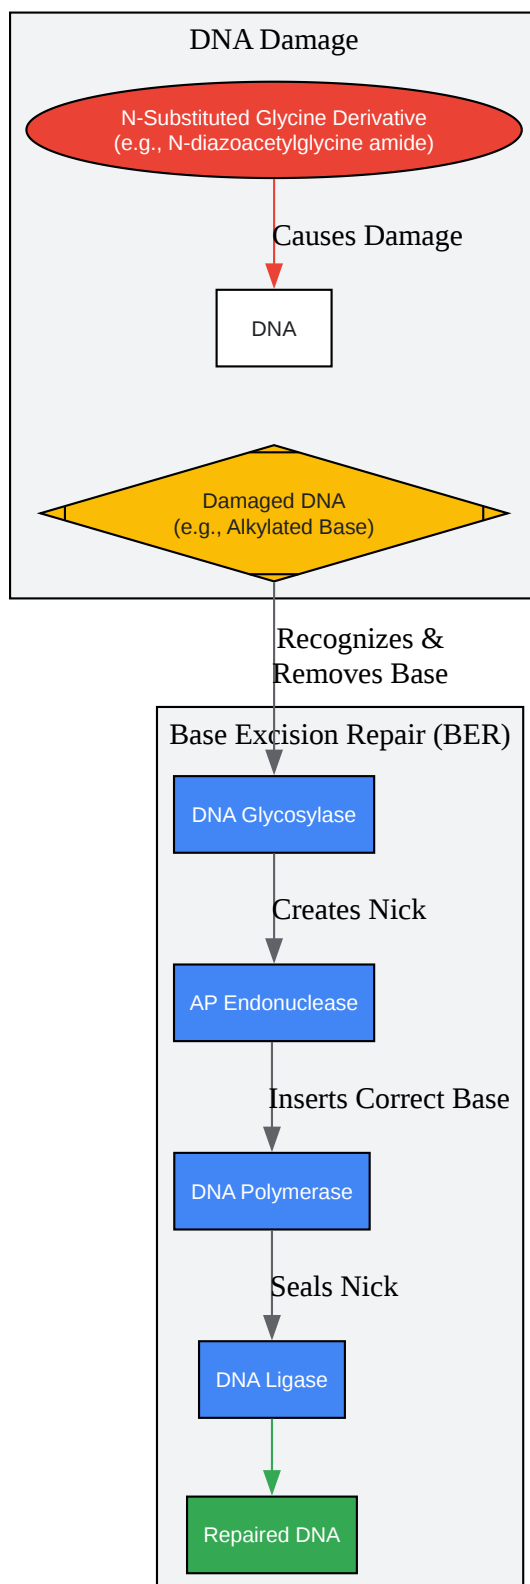 DNA Damage
N-Substituted Glycine Derivative
(e.g., N-diazoacetylglycine amide)
Causes Damage
DNA
Damaged DNA
(e.g., Alkylated Base)
Recognizes &
Removes Base
Base Excision Repair (BER)
DNA Glycosylase
Creates Nick
AP Endonuclease
Inserts Correct Base
DNA Polymerase
Seals Nick
DNA Ligase
Repaired DNA